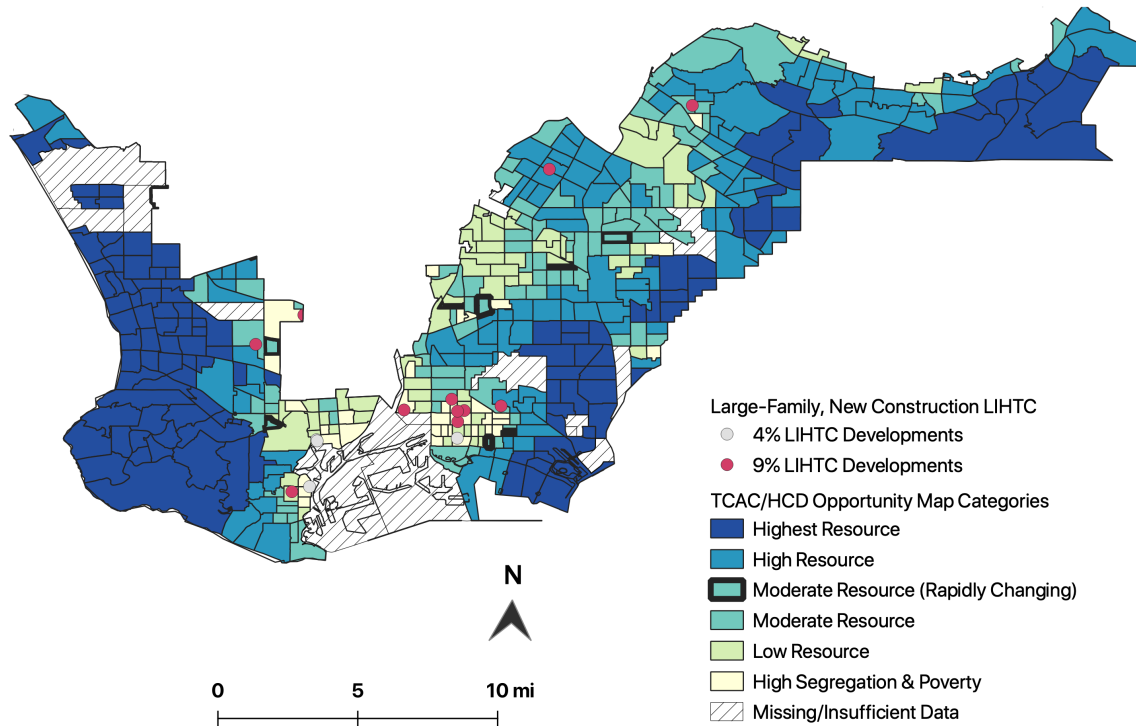 Large-Family, New Construction LIHTC
4% LIHTC Developments
9% LIHTC Developments
TCAC/HCD Opportunity Map Categories
Highest Resource
High Resource
Moderate Resource (Rapidly Changing)
Moderate Resource
Low Resource
High Segregation & Poverty
Missing/Insufficient Data
N
0 5 10 mi